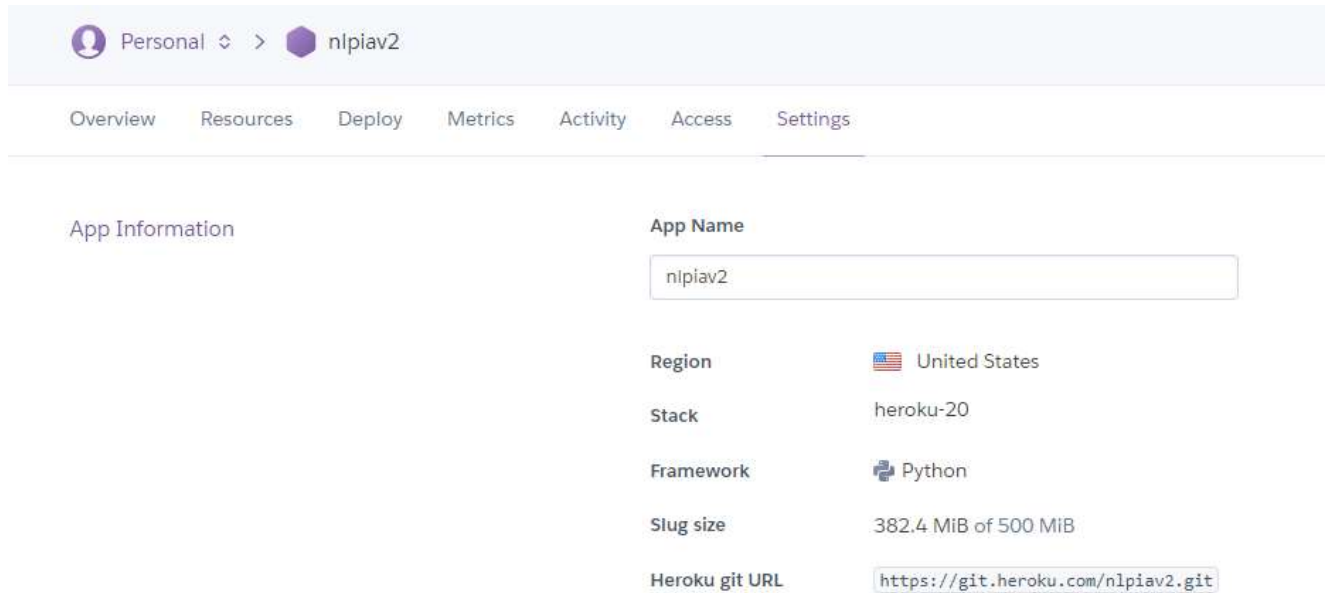 Personal > nlpiav2
Overview Resources Deploy Metrics Activity Access Settings
App Information
App Name
nlpiav2
Region United States
Stack heroku-20
Framework Python
Slug size 382.4 MiB of 500 MiB
Heroku git URL https://git.heroku.com/nlpiav2.git